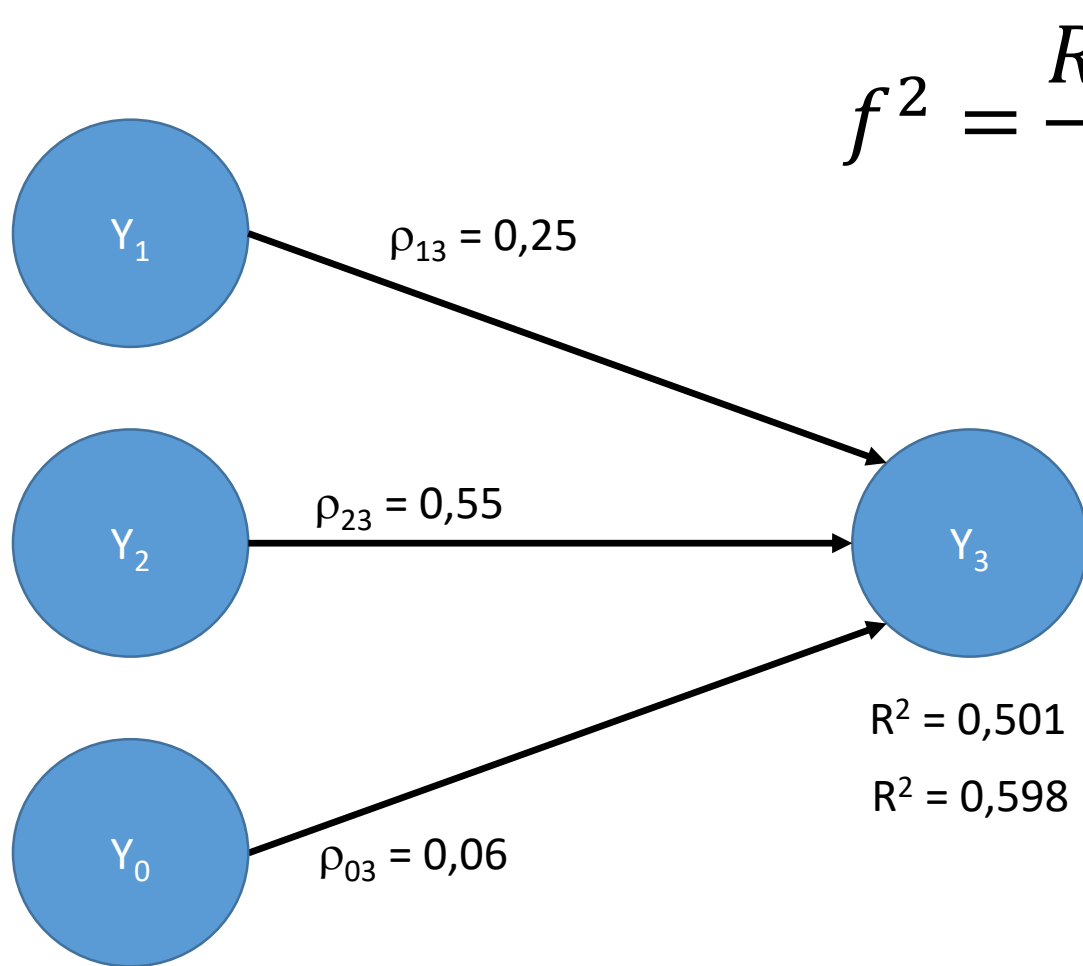 f² = R
Y₁
ρ₁₃ = 0,25
ρ₂₃ = 0,55
Y₂
Y₃
R² = 0,501
R² = 0,598
Y₀
ρ₀₃ = 0,06